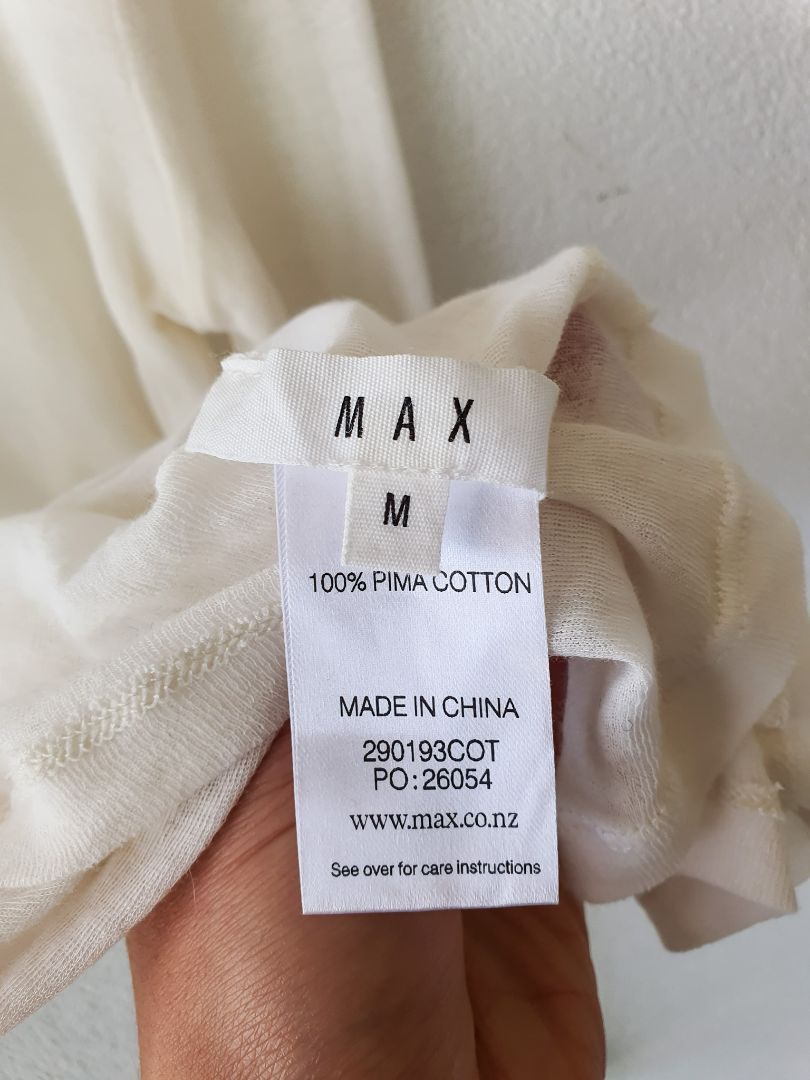 MAX
M
100% PIMA COTTON
MADE IN CHINA
290193COT
PO:26054
www.max.co.nz
See over for care instructions